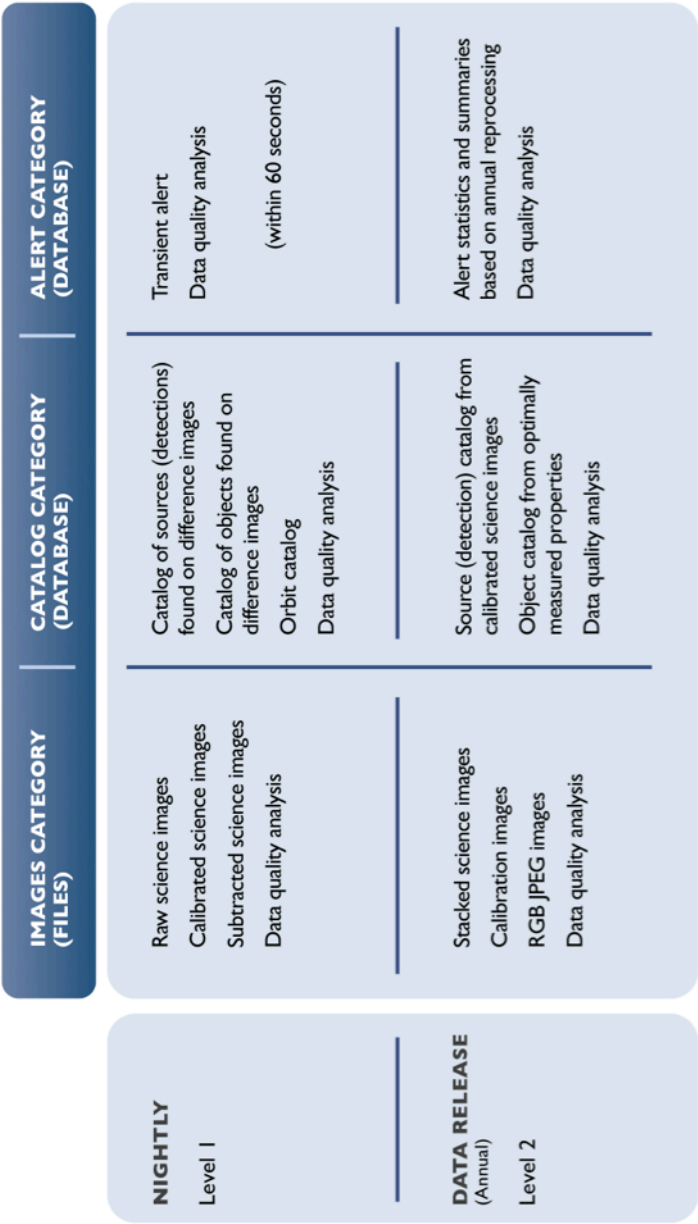 IMAGES CATEGORY
(FILES)
CATALOG CATEGORY
(DATABASE)
ALERT CATEGORY
(DATABASE)
NIGHTLY
Level 1
Raw science images
Calibrated science images
Subtracted science images
Data quality analysis
Catalog of sources (detections)
found on difference images
Catalog of objects found on
difference images
Orbit catalog
Data quality analysis
Transient alert
Data quality analysis
(within 60 seconds)
DATA RELEASE
(Annual)
Level 2
Stacked science images
Calibration images
RGB JPEG images
Data quality analysis
Source (detection) catalog from
calibrated science images
Object catalog from optimally
measured properties
Data quality analysis
Alert statistics and summaries
based on annual reprocessing
Data quality analysis